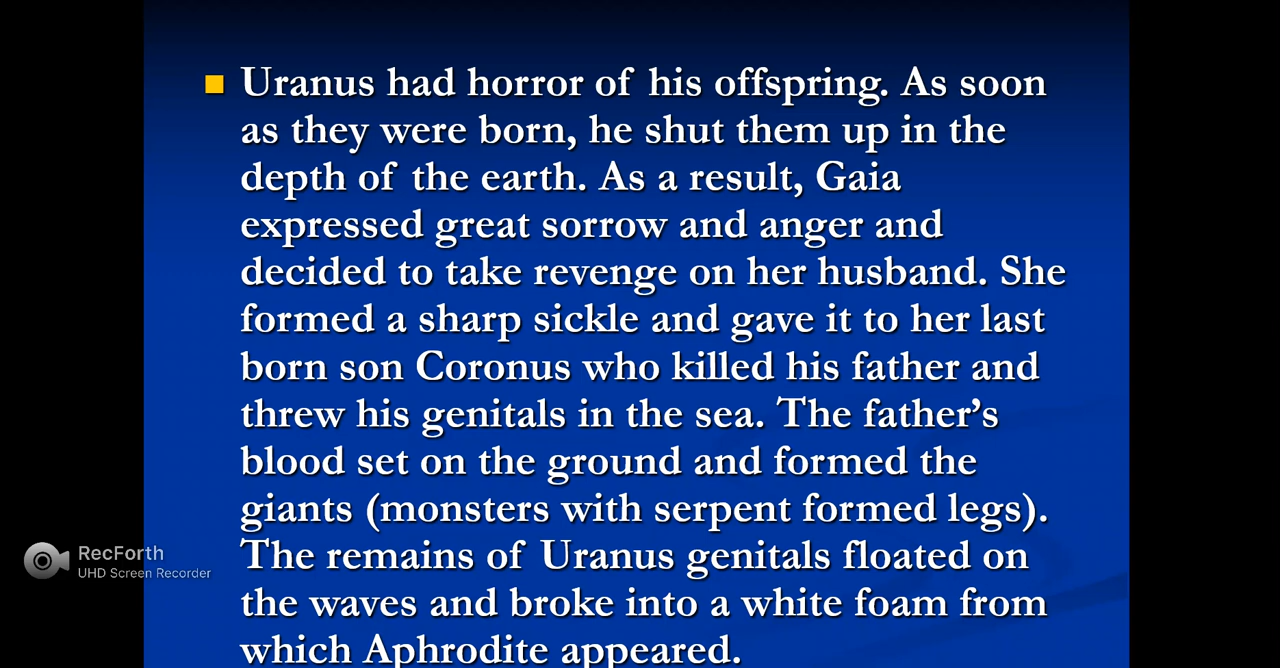 Uranus had horror of his offspring. As soon
as they were born, he shut them up in the
depth of the earth. As a result, Gaia
expressed great sorrow and anger and
decided to take revenge on her husband. She
formed a sharp sickle and gave it to her last
born son Coronus who killed his father and
threw his genitals in the sea. The father’s
blood set on the ground and formed the
giants (monsters with serpent formed legs).
The remains of Uranus genitals floated on
the waves and broke into a white foam from
which Aphrodite appeared.
RecForth
UHD Screen Recorder